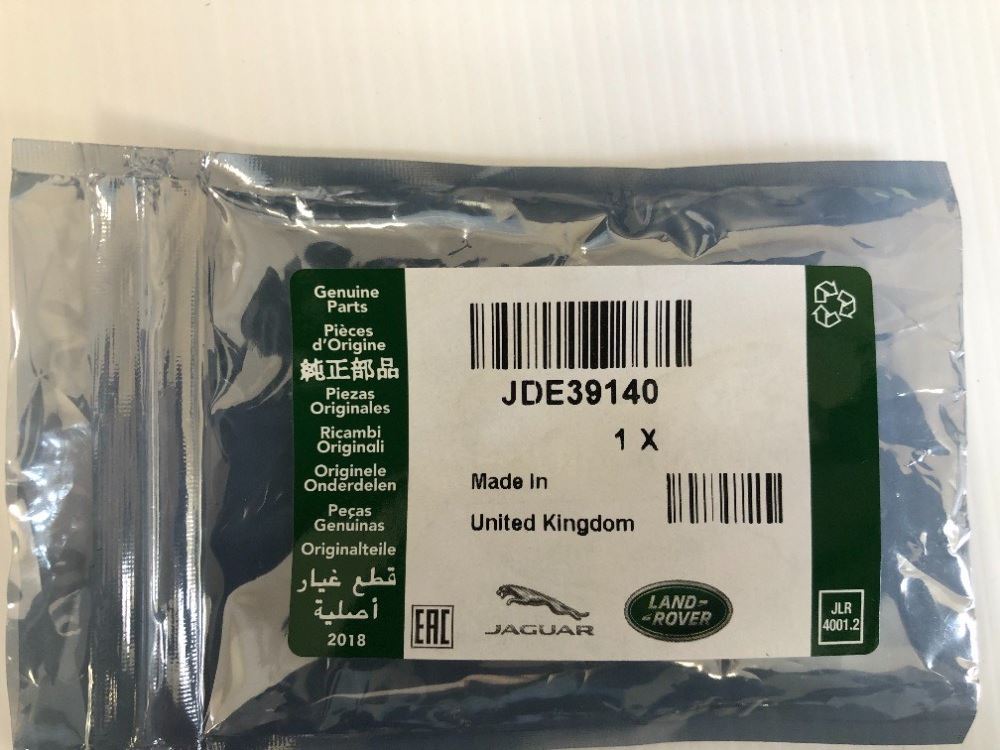 Genuine
Parts
Pièces
d'Origine
純正部品
Piezas
Originales
Ricambi
Originali
Originele
Onderdelen
Peças
Genuinas
Originalteile
قطع غيار
أصلية
2018
JDE39140
1 X
Made In
United Kingdom
EAC
JAGUAR
LAND-
-ROVER
JLR
4001.2